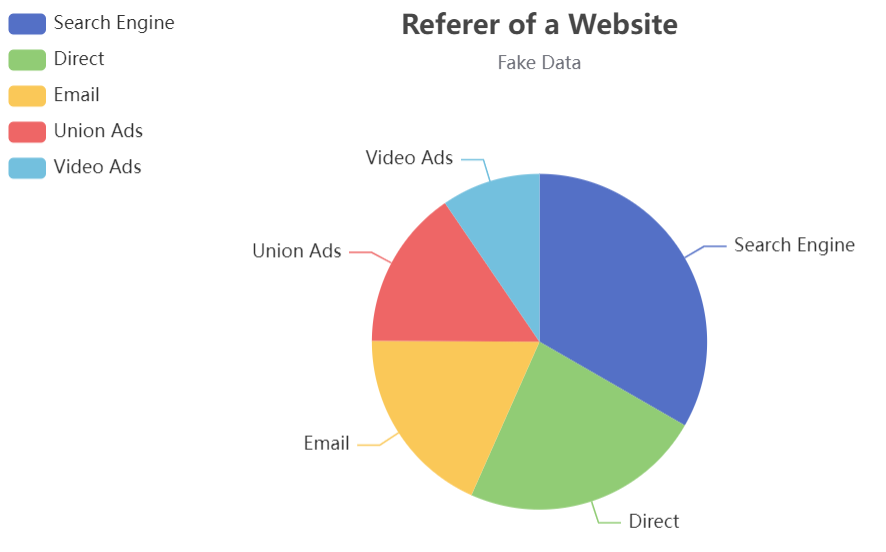 Referer of a Website
Fake Data
Search Engine
Direct
Email
Union Ads
Video Ads
Video Ads
Union Ads
Search Engine
Email
Direct